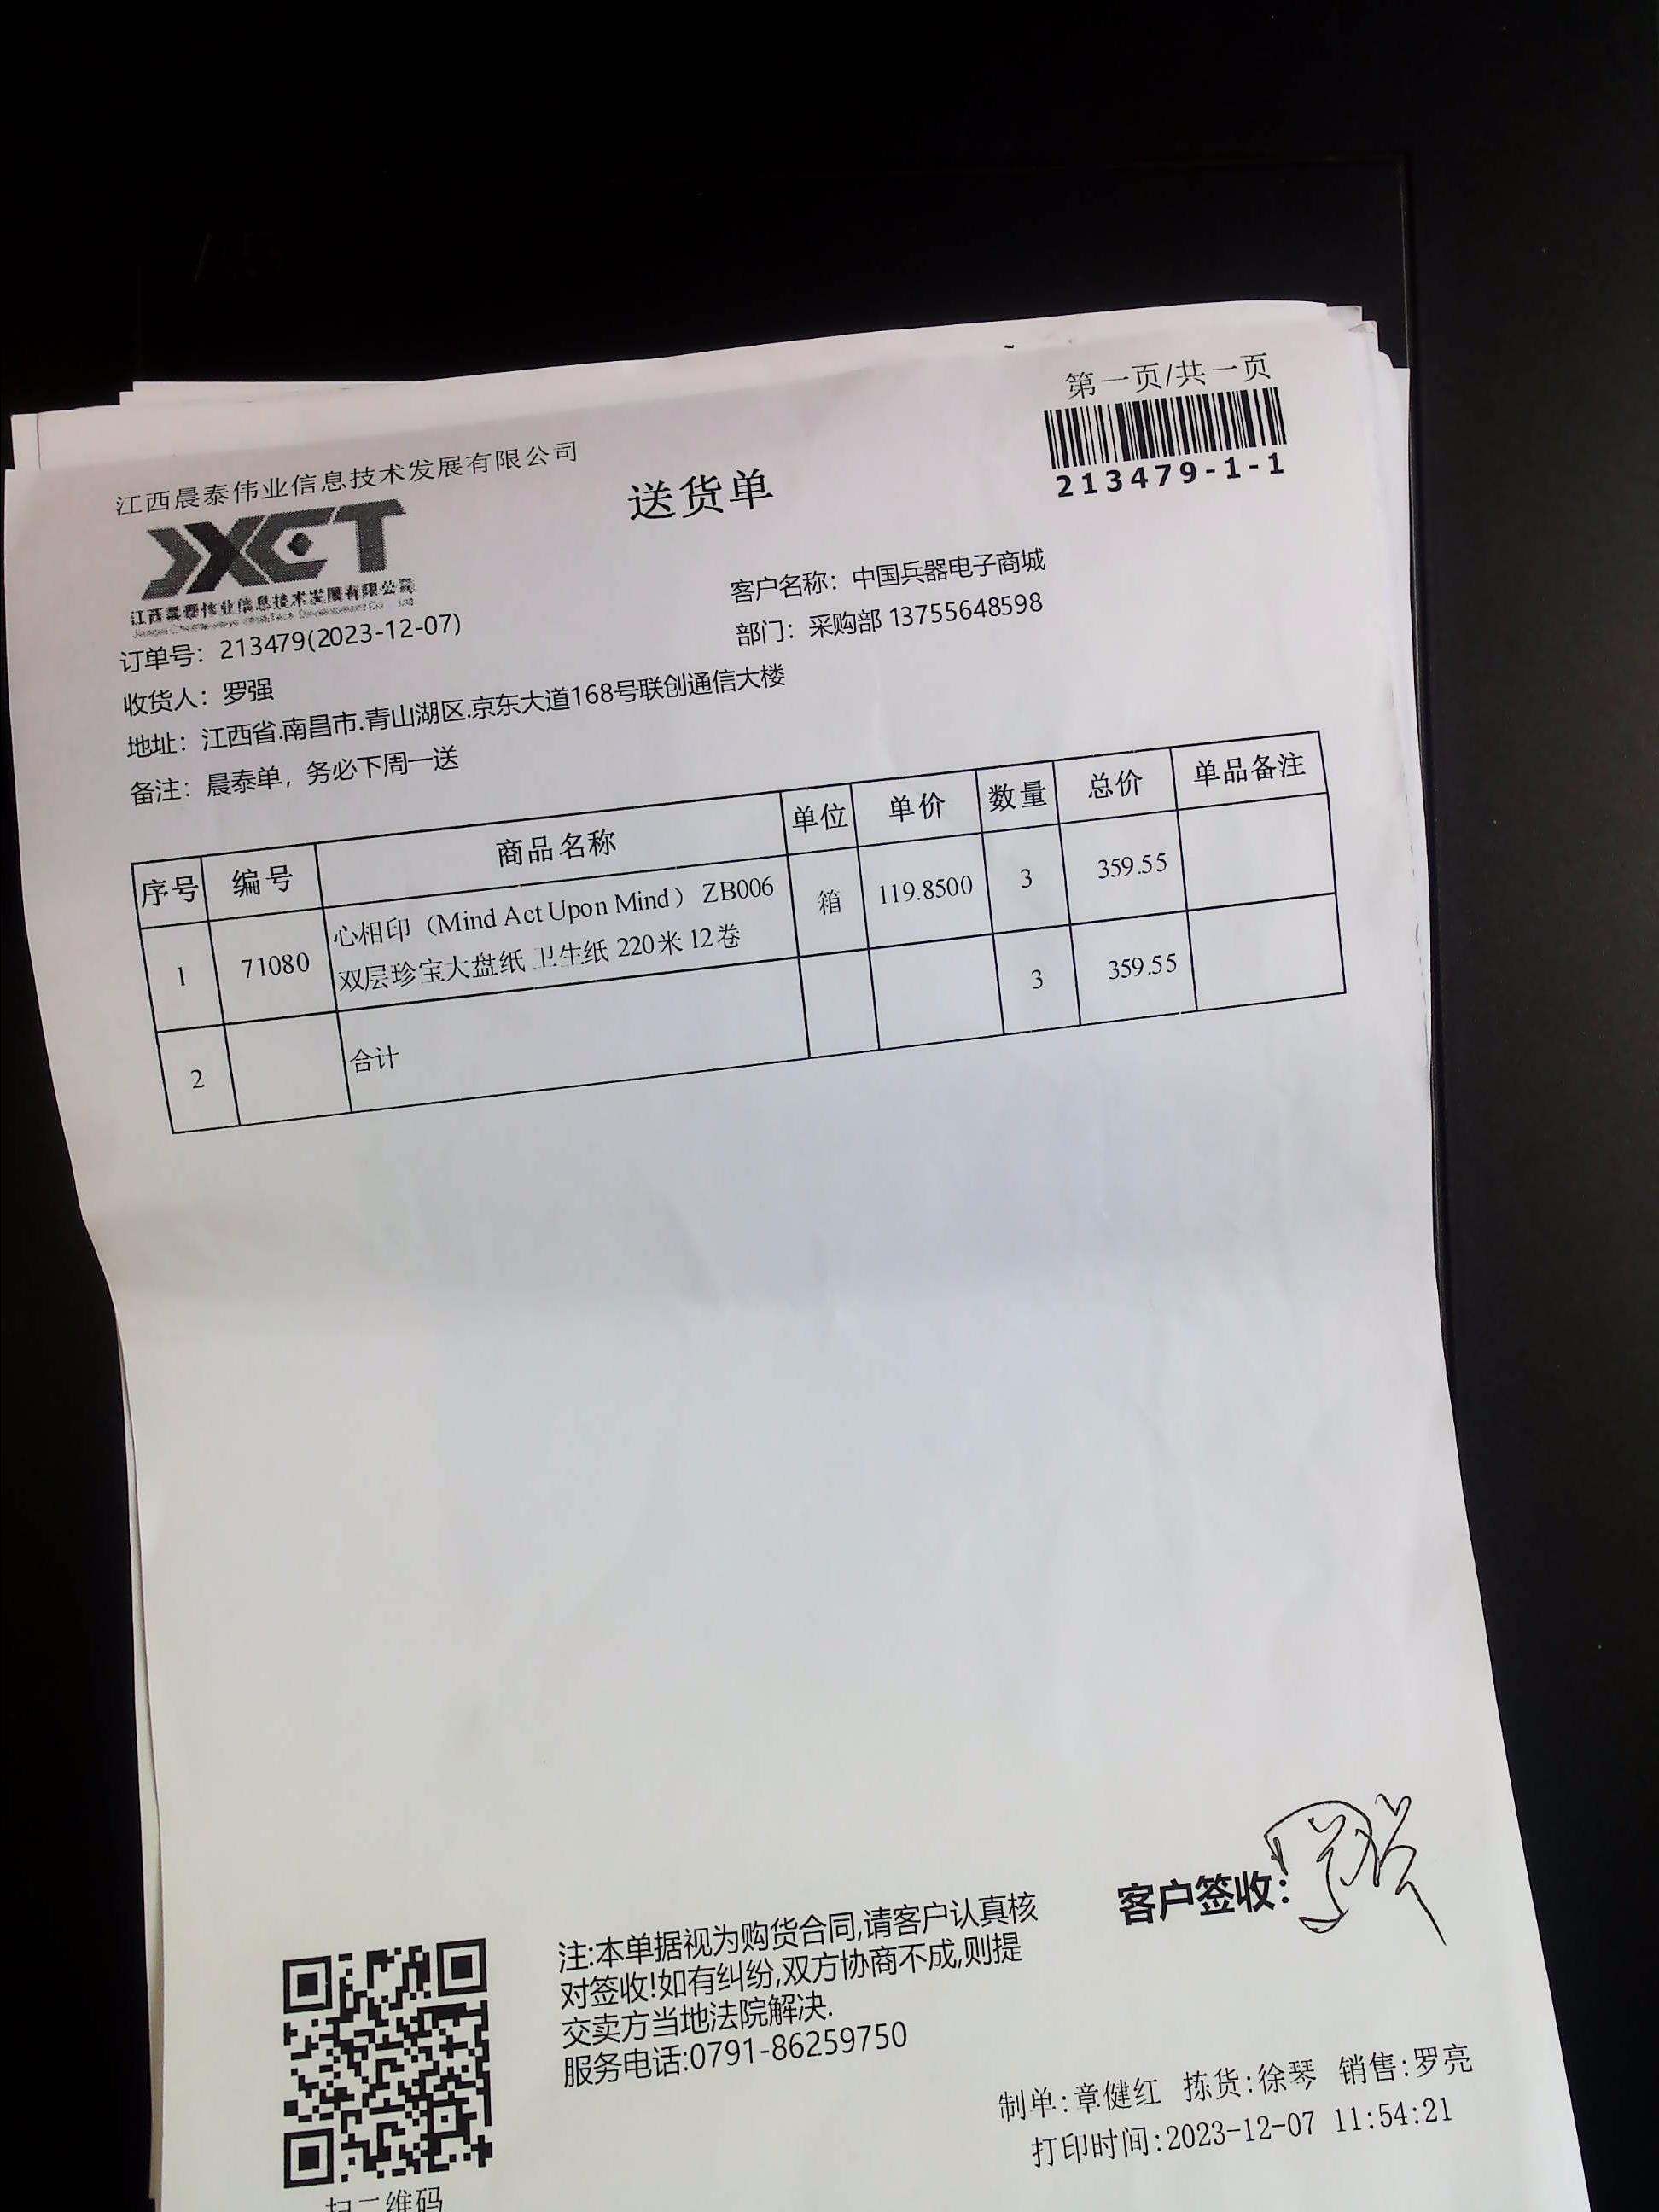 第一页/共一页
213479-1-1
江西晨泰伟业信息技术发展有限公司
送货单
JXCT
江西晨泰伟业信息技术发展有限公司
订单号：213479(2023-12-07)
客户名称：中国兵器电子商城
收货人：罗强
部门：采购部 13755648598
地址：江西省.南昌市.青山湖区.京东大道168号联创通信大楼
备注：晨泰单，务必下周一送
序号 编号 商品名称 单位 单价 数量 总价 单品备注
1 71080 心相印（Mind Act Upon Mind）ZB006 箱 119.8500 3 359.55
双层珍宝大盘纸 卫生纸 220米 12卷
2 合计 3 359.55
客户签收：
注:本单据视为购货合同,请客户认真核
对签收!如有纠纷,双方协商不成,则提
交卖方当地法院解决.
服务电话:0791-86259750
制单:章健红 拣货:徐琴 销售:罗亮
打印时间:2023-12-07 11:54:21
扫二维码